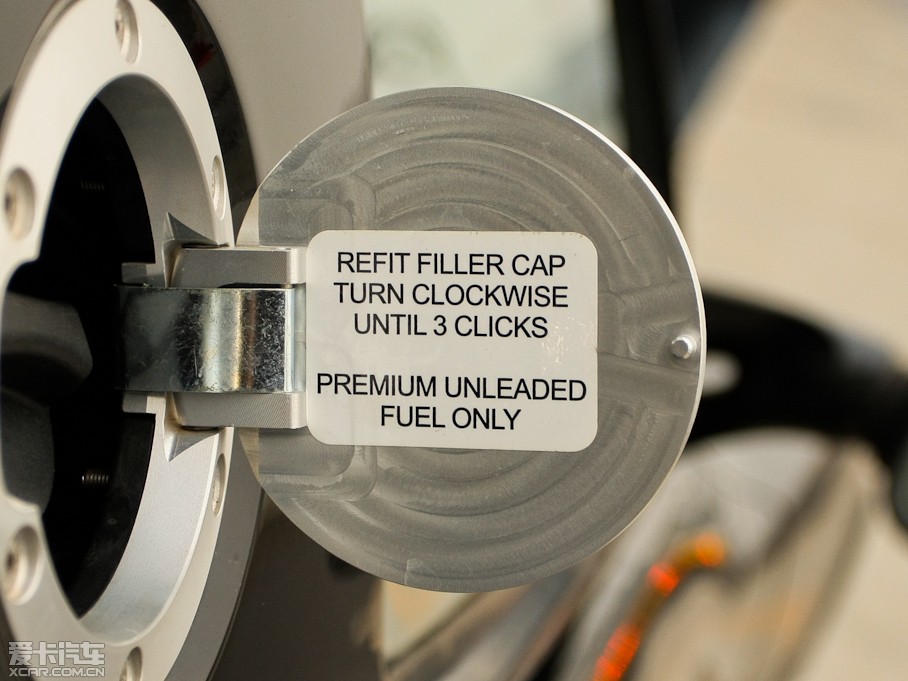 REFIT FILLER CAP
TURN CLOCKWISE
UNTIL 3 CLICKS
PREMIUM UNLEADED
FUEL ONLY
爱卡汽车
XCAR.COM.CN